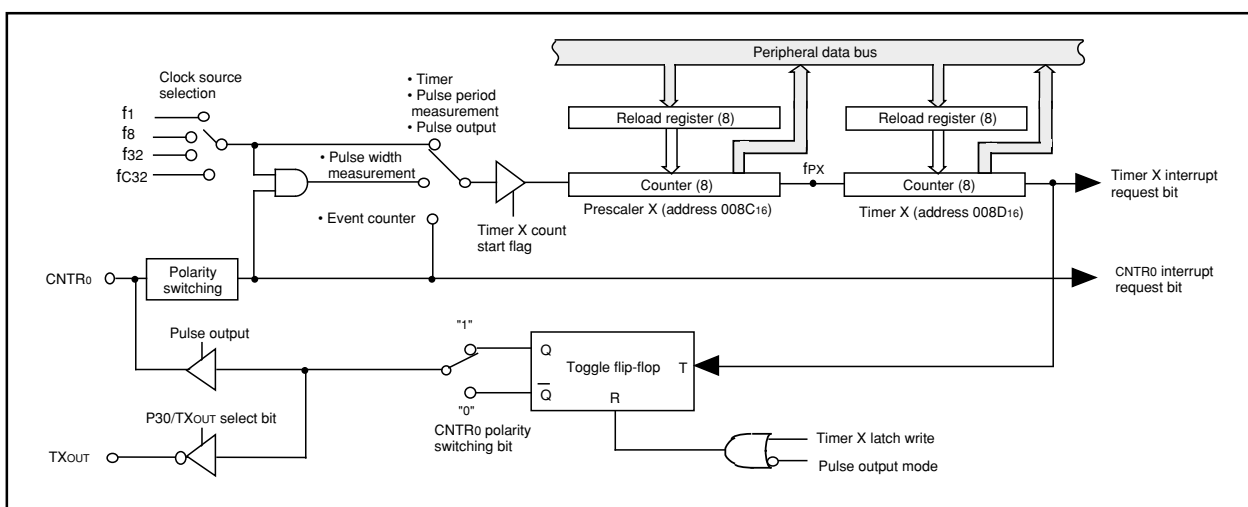 Peripheral data bus
Clock source
selection
f1
f8
f32
fC32
• Timer
• Pulse period
measurement
• Pulse output
• Pulse width
measurement
• Event counter
Reload register (8)
Reload register (8)
Counter (8)
fPX
Counter (8)
Prescaler X (address 008C16)
Timer X (address 008D16)
Timer X interrupt
request bit
Timer X count
start flag
CNTR0
Polarity
switching
CNTR0 interrupt
request bit
Pulse output
"1"
Q
Toggle flip-flop
T
Q
R
"0"
CNTR0 polarity
switching bit
P30/TXOUT select bit
TXOUT
Timer X latch write
Pulse output mode